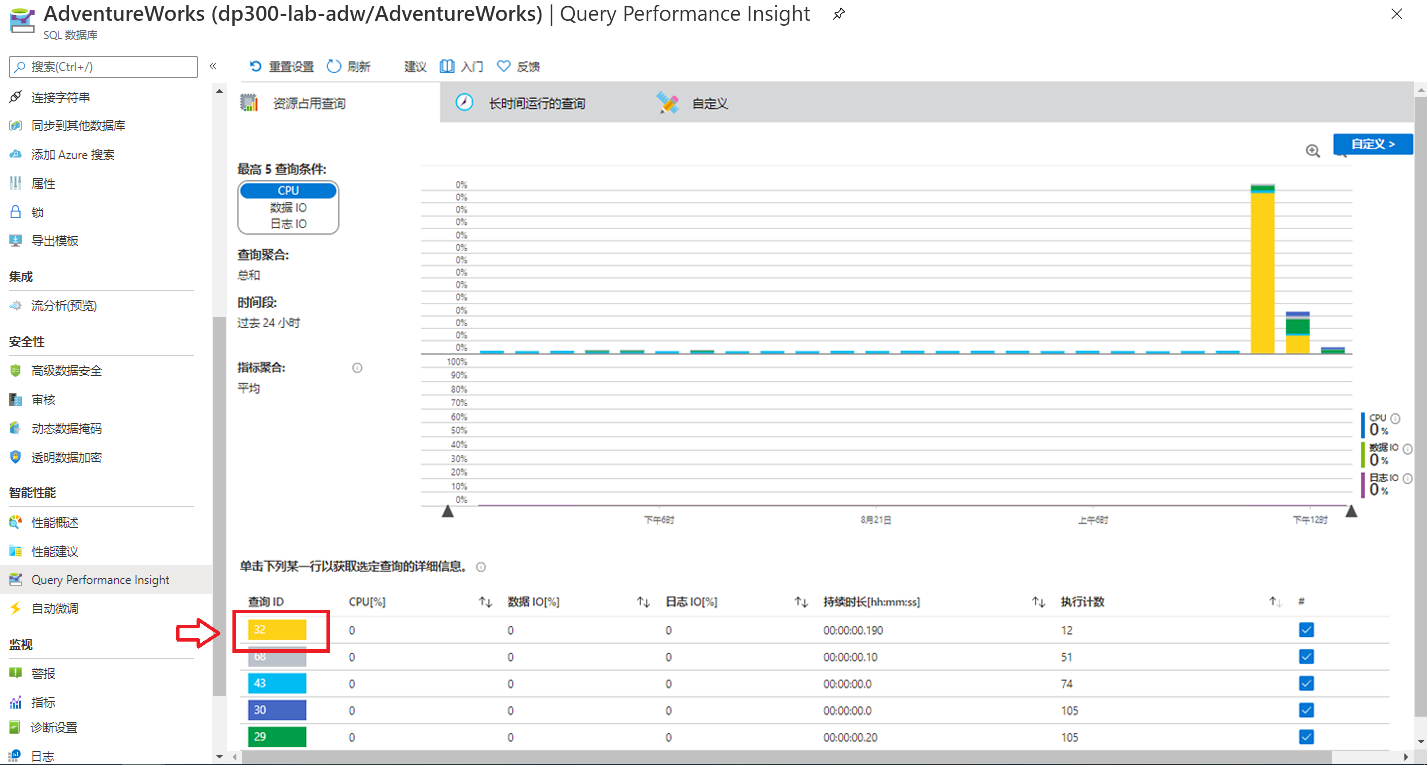 AdventureWorks (dp300-lab-adw/AdventureWorks) | Query Performance Insight
SQL 数据库
搜索(Ctrl+/)
«
连接字符串
同步到其他数据库
添加 Azure 搜索
属性
锁
导出模板
集成
流分析(预览)
安全性
高级数据安全
审核
动态数据掩码
透明数据加密
智能性能
性能概述
性能建议
Query Performance Insight
自动微调
监视
警报
指标
诊断设置
日志
重置设置 刷新 建议 入门 反馈
资源占用查询 长时间运行的查询 自定义
自定义 >
最高 5 查询条件:
CPU
数据 IO
日志 IO
查询聚合:
总和
时间段:
过去 24 小时
指标聚合:
平均
0%
0%
0%
0%
0%
0%
0%
0%
0%
0%
0%
0%
0%
0%
100%
90%
80%
70%
60%
50%
40%
30%
20%
10%
0%
下午6时 8月21日 上午6时 下午12时
CPU
0 %
数据 IO
0 %
日志 IO
0 %
单击下列某一行以获取选定查询的详细信息。
查询 ID CPU[%] 数据 IO[%] 日志 IO[%] 持续时长[hh:mm:ss] 执行计数 #
32 0 0 0 00:00:00.190 12
68 0 0 0 00:00:00.10 51
43 0 0 0 00:00:00.0 74
30 0 0 0 00:00:00.0 105
29 0 0 0 00:00:00.20 105